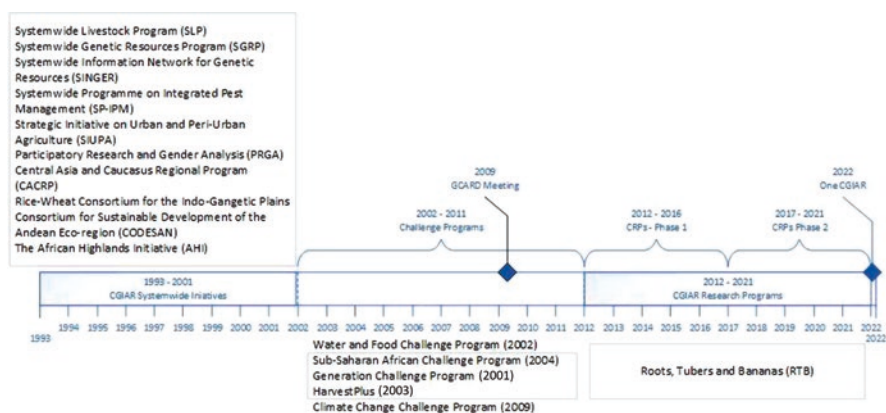 Systemwide Livestock Program (SLP)
Systemwide Genetic Resources Program (SGRP)
Systemwide Information Network for Genetic
Resources (SINGER)
Systemwide Programme on Integrated Pest
Management (SP-IPM)
Strategic Initiative on Urban and Peri-Urban
Agriculture (SIUPA)
Participatory Research and Gender Analysis (PRGA)
Central Asia and Caucasus Regional Program
(CACRP)
Rice-Wheat Consortium for the Indo-Gangetic Plains
Consortium for Sustainable Development of the
Andean Eco-region (CODESAN)
The African Highlands Initiative (AHI)
2009
GCARD Meeting
2022
One CGIAR
2002 - 2011
Challenge Programs
2012-2016
CRPs- Phase 1
2017-2021
CRPs Phase 2
1993 - 2001
CGIAR Systemwide Iniatives
2012-2021
CGIAR Research Programs
1993
1994 1995 1996 1997 1998 1999 2000 2001 2002 2003 2004 2005 2006 2007 2008 2009 2010 2011 2012 2013 2014 2015 2016 2017 2018 2019 2020 2021 2022
2022
Water and Food Challenge Program (2002)
Sub-Saharan African Challenge Program (2004)
Generation Challenge Program (2001)
HarvestPlus (2003)
Climate Change Challenge Program (2009)
Roots, Tubers and Bananas (RTB)